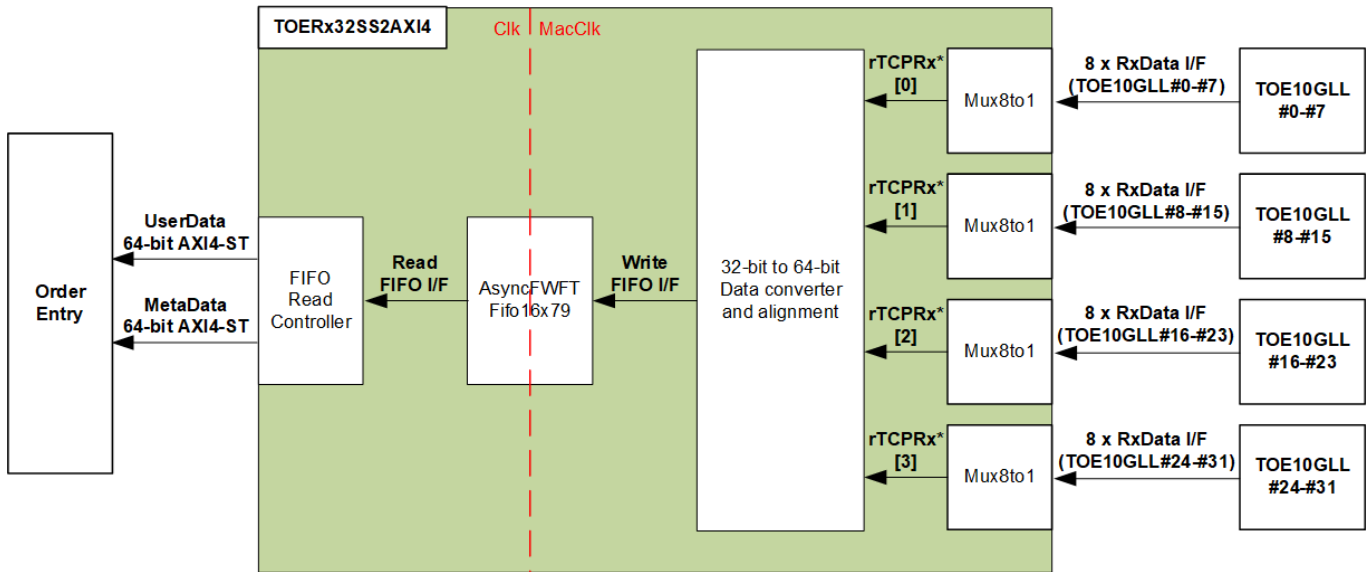 TOERx32SS2AXI4
Clk
MacClk
Order
Entry
UserData
64-bit AXI4-ST
MetaData
64-bit AXI4-ST
FIFO
Read
Controller
Read
FIFO I/F
AsyncFWFT
Fifo16x79
Write
FIFO I/F
32-bit to 64-bit
Data converter
and alignment
rTCPRx*
[0]
Mux8to1
8 x RxData I/F
(TOE10GLL#0-#7)
TOE10GLL
#0-#7
rTCPRx*
[1]
Mux8to1
8 x RxData I/F
(TOE10GLL#8-#15)
TOE10GLL
#8-#15
rTCPRx*
[2]
Mux8to1
8 x RxData I/F
(TOE10GLL#16-#23)
TOE10GLL
#16-#23
rTCPRx*
[3]
Mux8to1
8 x RxData I/F
(TOE10GLL#24-#31)
TOE10GLL
#24-#31